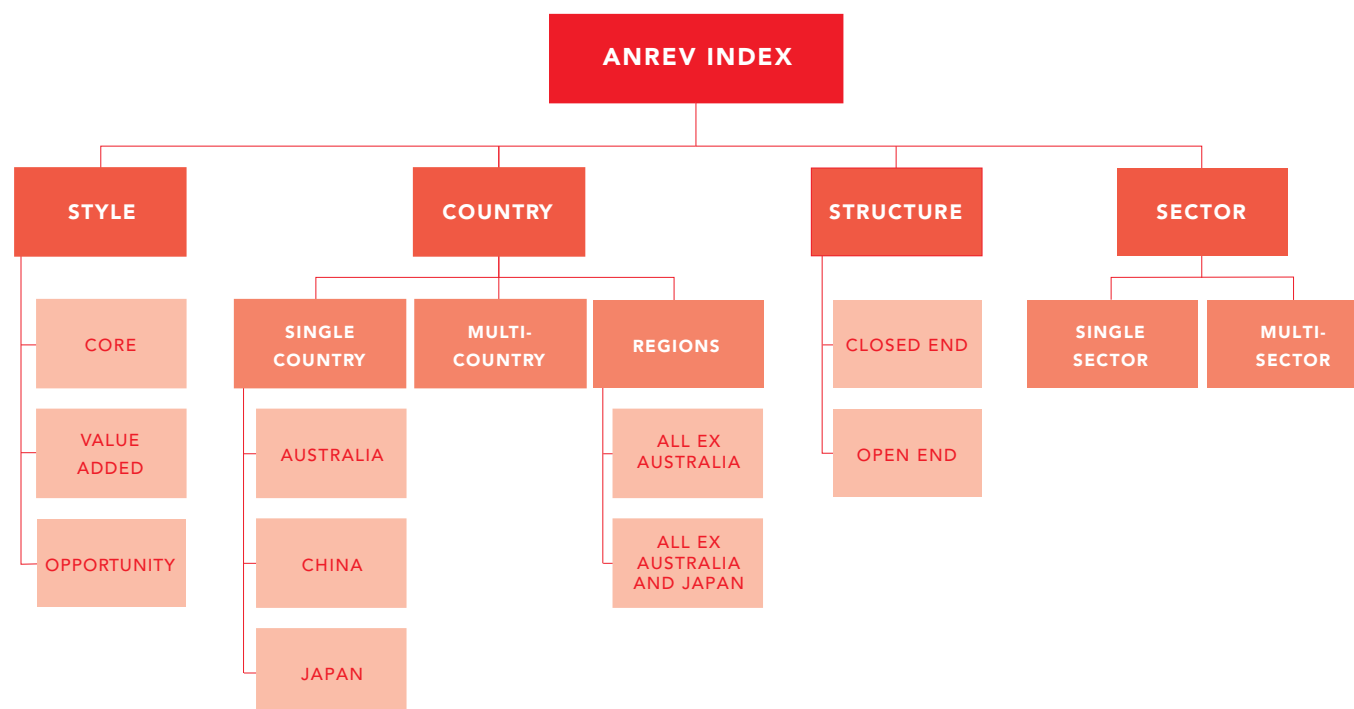 ANREV INDEX
STYLE
COUNTRY
STRUCTURE
SECTOR
CORE
VALUE
ADDED
OPPORTUNITY
SINGLE
COUNTRY
MULTI-
COUNTRY
REGIONS
AUSTRALIA
CHINA
JAPAN
ALL EX
AUSTRALIA
ALL EX
AUSTRALIA
AND JAPAN
CLOSED END
OPEN END
SINGLE
SECTOR
MULTI-
SECTOR